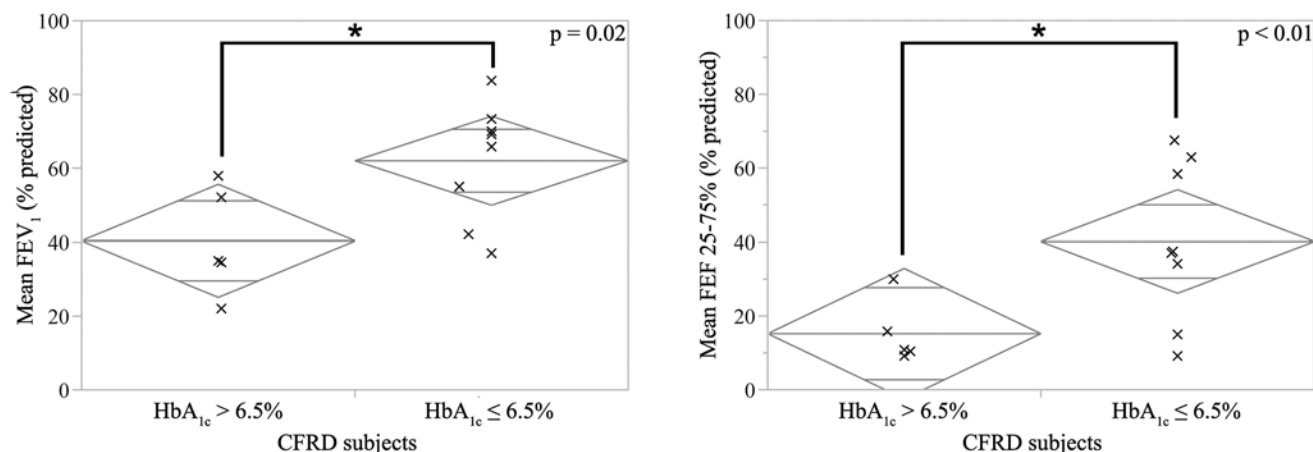 Mean FEV₁ (% predicted)
100
80
60
40
20
0
*
p = 0.02
HbA₁c > 6.5%
HbA₁c ≤ 6.5%
CFRD subjects
Mean FEF 25-75% (% predicted)
100
80
60
40
20
0
*
p < 0.01
HbA₁c > 6.5%
HbA₁c ≤ 6.5%
CFRD subjects